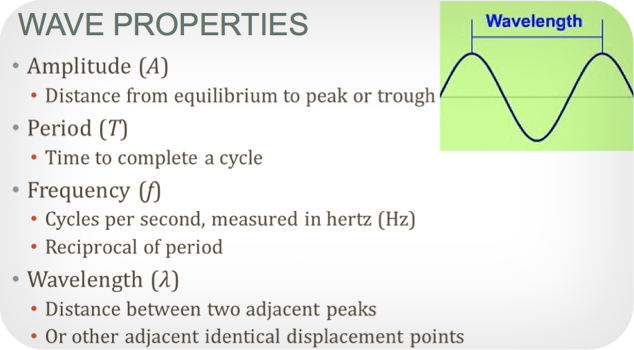 WAVE PROPERTIES
Wavelength
• Amplitude (A)
• Distance from equilibrium to peak or trough
• Period (T)
• Time to complete a cycle
• Frequency (f)
• Cycles per second, measured in hertz (Hz)
• Reciprocal of period
• Wavelength (λ)
• Distance between two adjacent peaks
• Or other adjacent identical displacement points